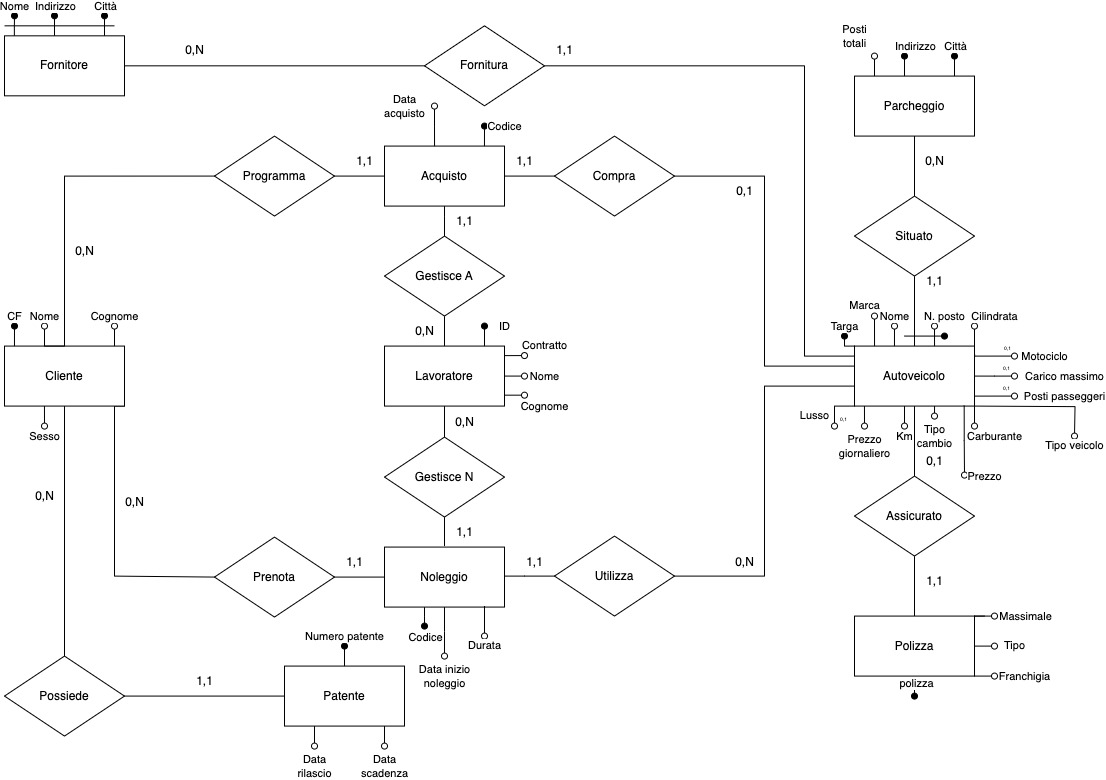 Nome Indirizzo Città
Fornitore
0,N
Fornitura
1,1
Posti
totali
Indirizzo Città
Parcheggio
0,N
Situato
1,1
Data
acquisto
Codice
Programma
1,1
Acquisto
1,1
Compra
0,1
0,N
1,1
Gestisce A
0,N
CF Nome Cognome
Cliente
Sesso
ID
Contratto
Lavoratore
Nome
Cognome
Marca
Targa Nome N. posto Cilindrata
Autoveicolo
0,1 Motociclo
0,1 Carico massimo
0,1 Posti passeggeri
Lusso 0,1
Prezzo
giornaliero
Km
Tipo
cambio
Carburante
Tipo veicolo
Prezzo
0,N
Gestisce N
1,1
0,1
Assicurato
1,1
0,N
0,N
Prenota
1,1
Noleggio
1,1
Utilizza
0,N
Codice
Data inizio
noleggio
Durata
Massimale
Polizza
Tipo
Franchigia
polizza
Numero patente
Possiede
1,1
Patente
Data
rilascio
Data
scadenza